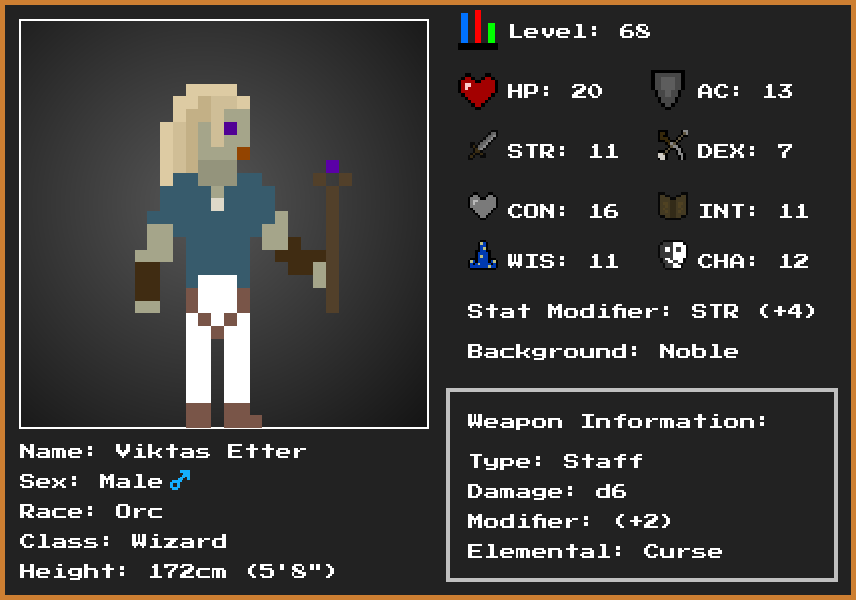 Level: 68
HP: 20 AC: 13
STR: 11 DEX: 7
CON: 16 INT: 11
WIS: 11 CHA: 12
Stat Modifier: STR (+4)
Background: Noble
Weapon Information:
Type: Staff
Damage: d6
Modifier: (+2)
Elemental: Curse
Name: Viktas Etter
Sex: Male ♂
Race: Orc
Class: Wizard
Height: 172cm (5'8")